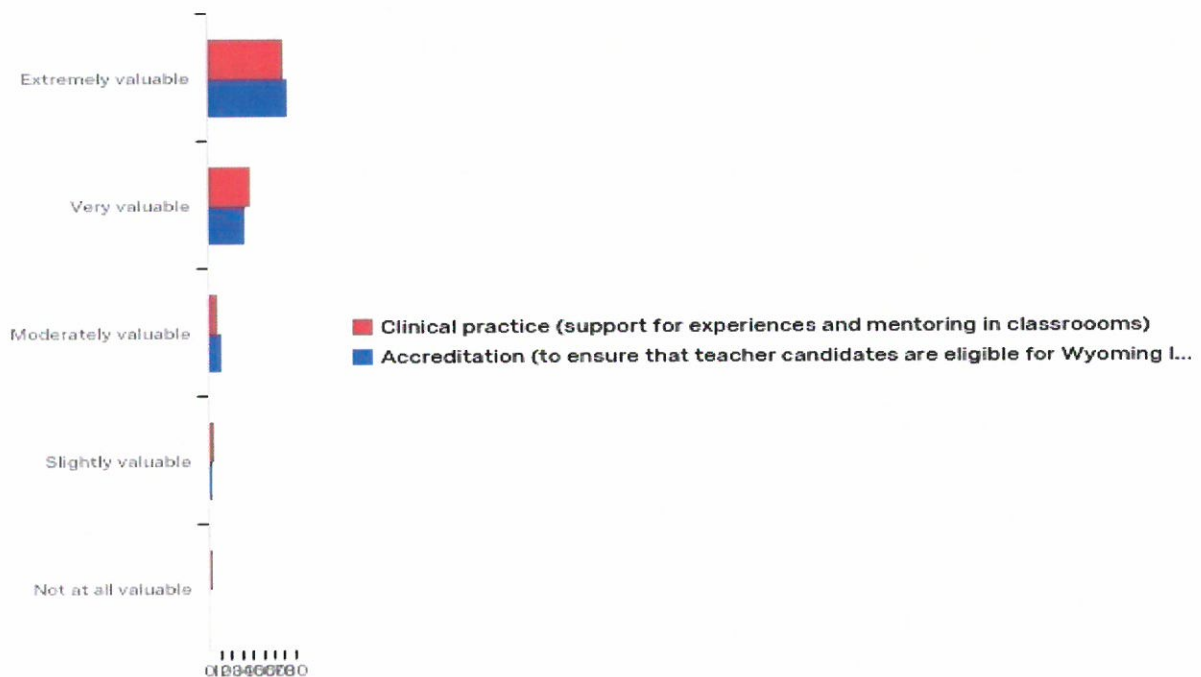 Extremely valuable
Very valuable
Moderately valuable
Clinical practice (support for experiences and mentoring in classroooms)
Accreditation (to ensure that teacher candidates are eligible for Wyoming l...
Slightly valuable
Not at all valuable